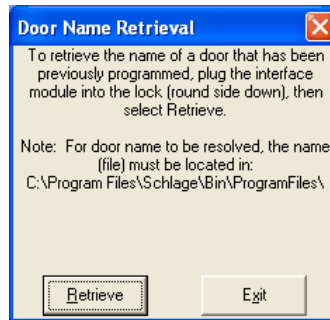 Door Name Retrieval
To retrieve the name of a door that has been
previously programmed, plug the interface
module into the lock (round side down), then
select Retrieve.
Note: For door name to be resolved, the name
(file) must be located in:
C:\Program Files\Schlage\Bin\ProgramFiles\
Retrieve
Exit